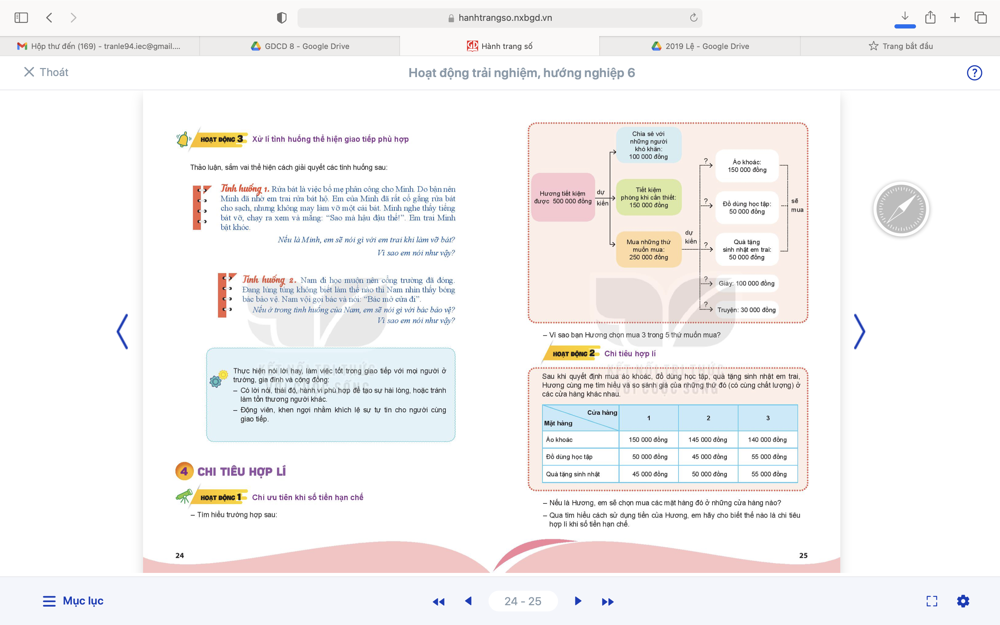 hanhtrangso.nxbgd.vn
Hộp thư đến (169) - tranle94.iec@gmail....
GDCD 8 - Google Drive
GD Hành trang số
2019 Lệ - Google Drive
Trang bắt đầu
Thoát
Hoạt động trải nghiệm, hướng nghiệp 6
?
HOẠT ĐỘNG 3 Xử lí tình huống thể hiện giao tiếp phù hợp
Thảo luận, sắm vai thể hiện cách giải quyết các tình huống sau:
Tình huống 1. Rửa bát là việc bố mẹ phân công cho Minh. Do bận nên
Minh đã nhờ em trai rửa bát hộ. Em của Minh đã rất cố gắng rửa bát
cho sạch, nhưng không may làm vỡ một cái bát. Minh nghe thấy tiếng
bát vỡ, chạy ra xem và mắng: “Sao mà hậu đậu thế!”. Em trai Minh
bật khóc.
Nếu là Minh, em sẽ nói gì với em trai khi làm vỡ bát?
Vì sao em nói như vậy?
Tình huống 2. Nam đi học muộn nên cổng trường đã đóng.
Đang lúng túng không biết làm thế nào thì Nam nhìn thấy bóng
bác bảo vệ. Nam vội gọi bác và nói: “Bác mở cửa đi”.
Nếu ở trong tình huống của Nam, em sẽ nói gì với bác bảo vệ?
Vì sao em nói như vậy?
KẾT NỐI TRI THỨC
VỚI CUỘC SỐNG
Thực hiện nói lời hay, làm việc tốt trong giao tiếp với mọi người ở
trường, gia đình và cộng đồng:
– Có lời nói, thái độ, hành vi phù hợp để tạo sự hài lòng, hoặc tránh
làm tổn thương người khác.
– Động viên, khen ngợi nhằm khích lệ sự tự tin cho người cùng
giao tiếp.
4 CHI TIÊU HỢP LÍ
HOẠT ĐỘNG 1 Chi ưu tiên khi số tiền hạn chế
– Tìm hiểu trường hợp sau:
24
Hương tiết kiệm
được 500 000 đồng
dự
kiến
Chia sẻ với
những người
khó khăn:
100 000 đồng
Tiết kiệm
phòng khi cần thiết:
150 000 đồng
Mua những thứ
muốn mua:
250 000 đồng
dự
kiến
?
Áo khoác:
150 000 đồng
?
Đồ dùng học tập:
50 000 đồng
?
Quà tặng
sinh nhật em trai:
50 000 đồng
?
Giày: 100 000 đồng
?
Truyện: 30 000 đồng
sẽ
mua
– Vì sao bạn Hương chọn mua 3 trong 5 thứ muốn mua?
HOẠT ĐỘNG 2 Chi tiêu hợp lí
KẾT NỐI TRI THỨC
VỚI CUỘC SỐNG
Sau khi quyết định mua áo khoác, đồ dùng học tập, quà tặng sinh nhật em trai,
Hương cùng mẹ tìm hiểu và so sánh giá của những thứ đó (có cùng chất lượng) ở
các cửa hàng khác nhau.
Cửa hàng
Mặt hàng
1 2 3
Áo khoác 150 000 đồng 145 000 đồng 140 000 đồng
Đồ dùng học tập 50 000 đồng 45 000 đồng 55 000 đồng
Quà tặng sinh nhật 45 000 đồng 50 000 đồng 55 000 đồng
– Nếu là Hương, em sẽ chọn mua các mặt hàng đó ở những cửa hàng nào?
– Qua tìm hiểu cách sử dụng tiền của Hương, em hãy cho biết thế nào là chi tiêu
hợp lí khi số tiền hạn chế.
25
Mục lục
24 - 25